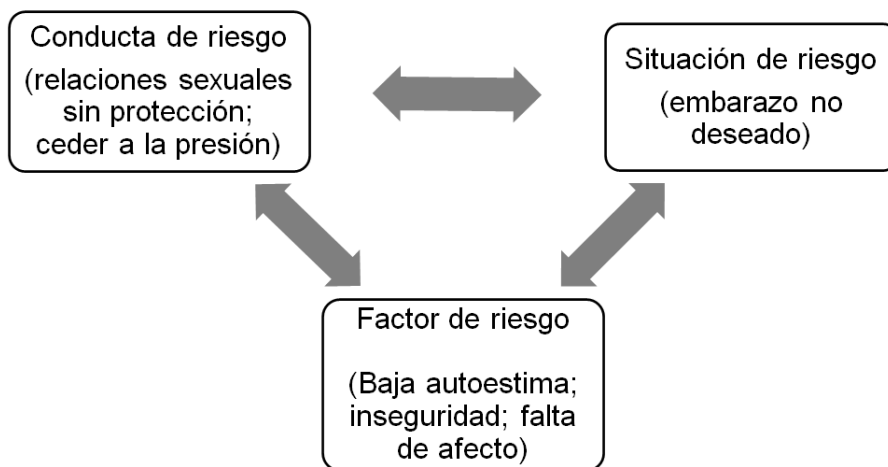 Conducta de riesgo
(relaciones sexuales
sin protección;
ceder a la presión)
Situación de riesgo
(embarazo no
deseado)
Factor de riesgo
(Baja autoestima;
inseguridad; falta
de afecto)